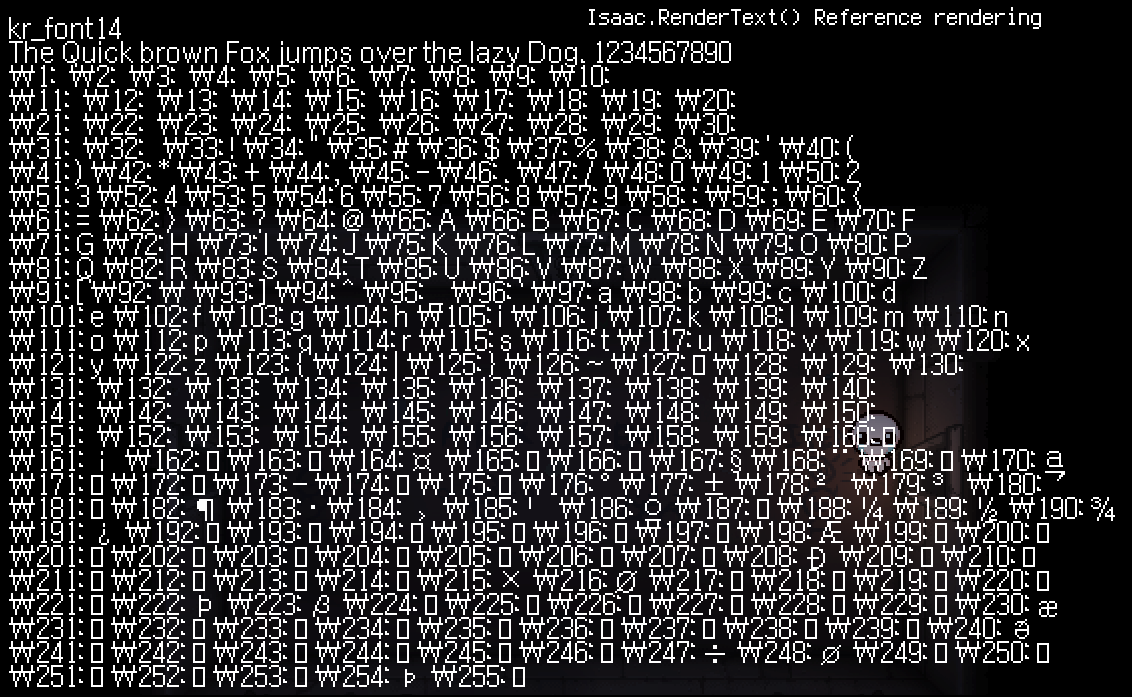 Isaac.RenderText() Reference rendering
kr_font14
The Quick brown Fox jumps over the lazy Dog. 1234567890
₩1: ₩2: ₩3: ₩4: ₩5: ₩6: ₩7: ₩8: ₩9: ₩10:
₩11: ₩12: ₩13: ₩14: ₩15: ₩16: ₩17: ₩18: ₩19: ₩20:
₩21: ₩22: ₩23: ₩24: ₩25: ₩26: ₩27: ₩28: ₩29: ₩30:
₩31: ₩32: ₩33: ! ₩34: " ₩35: # ₩36: $ ₩37: % ₩38: & ₩39: ' ₩40: (
₩41: ) ₩42: * ₩43: + ₩44: , ₩45: - ₩46: . ₩47: / ₩48: 0 ₩49: 1 ₩50: 2
₩51: 3 ₩52: 4 ₩53: 5 ₩54: 6 ₩55: 7 ₩56: 8 ₩57: 9 ₩58: : ₩59: ; ₩60: <
₩61: = ₩62: > ₩63: ? ₩64: @ ₩65: A ₩66: B ₩67: C ₩68: D ₩69: E ₩70: F
₩71: G ₩72: H ₩73: I ₩74: J ₩75: K ₩76: L ₩77: M ₩78: N ₩79: O ₩80: P
₩81: Q ₩82: R ₩83: S ₩84: T ₩85: U ₩86: V ₩87: W ₩88: X ₩89: Y ₩90: Z
₩91: [ ₩92: ₩ ₩93: ] ₩94: ^ ₩95: _ ₩96: ` ₩97: a ₩98: b ₩99: c ₩100: d
₩101: e ₩102: f ₩103: g ₩104: h ₩105: i ₩106: j ₩107: k ₩108: l ₩109: m ₩110: n
₩111: o ₩112: p ₩113: q ₩114: r ₩115: s ₩116: t ₩117: u ₩118: v ₩119: w ₩120: x
₩121: y ₩122: z ₩123: { ₩124: | ₩125: } ₩126: ~ ₩127: ▯ ₩128: ₩129: ₩130:
₩131: ₩132: ₩133: ₩134: ₩135: ₩136: ₩137: ₩138: ₩139: ₩140:
₩141: ₩142: ₩143: ₩144: ₩145: ₩146: ₩147: ₩148: ₩149: ₩150:
₩151: ₩152: ₩153: ₩154: ₩155: ₩156: ₩157: ₩158: ₩159: ₩160: ▯
₩161: ¡ ₩162: ▯ ₩163: ▯ ₩164: ¤ ₩165: ▯ ₩166: ▯ ₩167: § ₩168: ¨ ₩169: ▯ ₩170: ª
₩171: ▯ ₩172: ▯ ₩173: - ₩174: ▯ ₩175: ▯ ₩176: ° ₩177: ± ₩178: ² ₩179: ³ ₩180: ´
₩181: ▯ ₩182: ¶ ₩183: · ₩184: ¸ ₩185: ¹ ₩186: º ₩187: ▯ ₩188: ¼ ₩189: ½ ₩190: ¾
₩191: ¿ ₩192: ▯ ₩193: ▯ ₩194: ▯ ₩195: ▯ ₩196: ▯ ₩197: ▯ ₩198: Æ ₩199: ▯ ₩200: ▯
₩201: ▯ ₩202: ▯ ₩203: ▯ ₩204: ▯ ₩205: ▯ ₩206: ▯ ₩207: ▯ ₩208: Ð ₩209: ▯ ₩210: ▯
₩211: ▯ ₩212: ▯ ₩213: ▯ ₩214: ▯ ₩215: × ₩216: Ø ₩217: ▯ ₩218: ▯ ₩219: ▯ ₩220: ▯
₩221: ▯ ₩222: Þ ₩223: ß ₩224: ▯ ₩225: ▯ ₩226: ▯ ₩227: ▯ ₩228: ▯ ₩229: ▯ ₩230: æ
₩231: ▯ ₩232: ▯ ₩233: ▯ ₩234: ▯ ₩235: ▯ ₩236: ▯ ₩237: ▯ ₩238: ▯ ₩239: ▯ ₩240: ð
₩241: ▯ ₩242: ▯ ₩243: ▯ ₩244: ▯ ₩245: ▯ ₩246: ▯ ₩247: ÷ ₩248: ø ₩249: ▯ ₩250: ▯
₩251: ▯ ₩252: ▯ ₩253: ▯ ₩254: þ ₩255: ▯